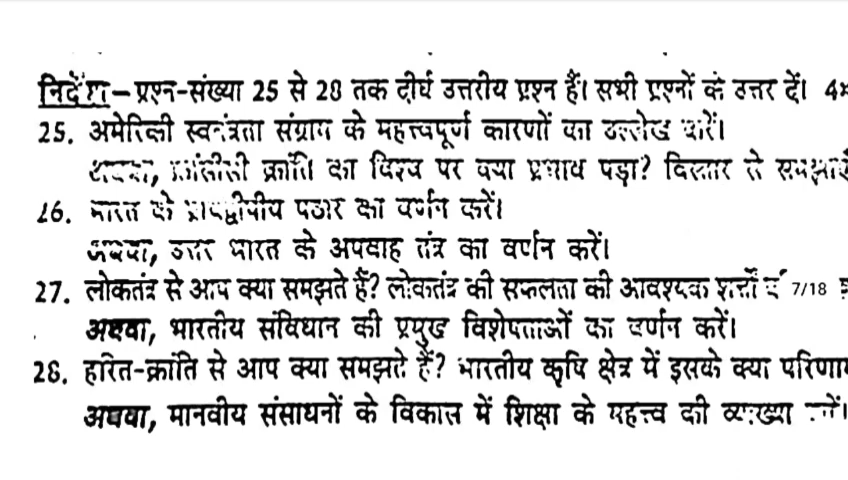 निर्देश–प्रश्न-संख्या 25 से 28 तक दीर्घ उत्तरीय प्रश्न हैं। सभी प्रश्नों के उत्तर दें। 4×
25. अमेरिकी स्वतंत्रता संग्राम के महत्त्वपूर्ण कारणों का उल्लेख करें।
अथवा, फ्रांसीसी क्रांति का विश्व पर क्या प्रभाव पड़ा? विस्तार से
26. भारत के प्रायद्वीपीय पठार का वर्णन करें।
अथवा, उत्तर भारत के अपवाह तंत्र का वर्णन करें।
27. लोकतंत्र से आप क्या समझते हैं? लोकतंत्र की सफलता की आवश्यक शर्तों 7/18
अथवा, भारतीय संविधान की प्रमुख विशेषताओं का वर्णन करें।
28. हरित-क्रांति से आप क्या समझते हैं? भारतीय कृषि क्षेत्र में इसके क्या
अथवा, मानवीय संसाधनों के विकास में शिक्षा के महत्त्व की व्याख्या करें।